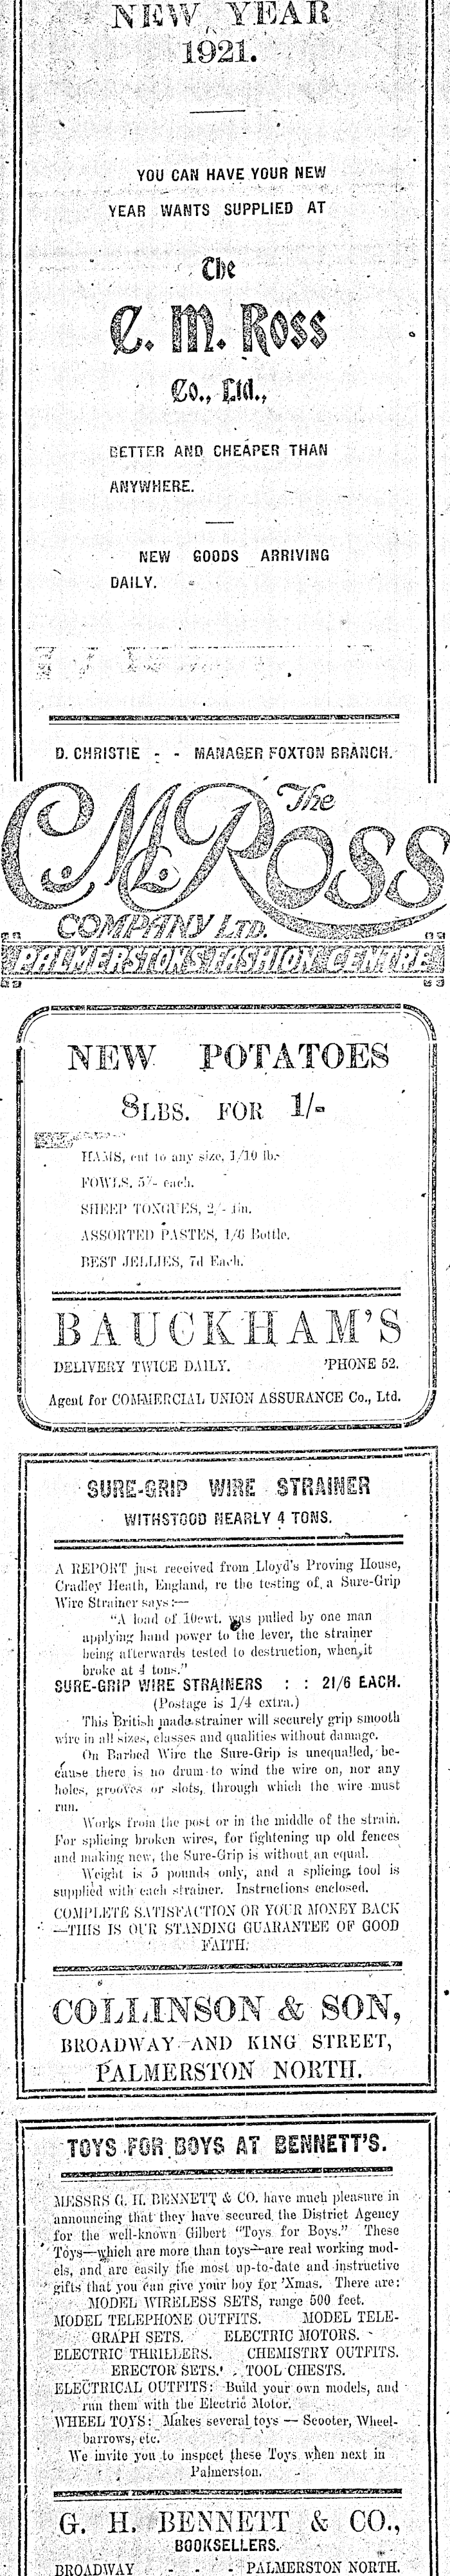 NEW YEAR
1921.
YOU CAN HAVE YOUR NEW
YEAR WANTS SUPPLIED AT
The
C. M. Ross
Co., Ltd.,
BETTER AND CHEAPER THAN
ANYWHERE.
NEW GOODS ARRIVING
DAILY.
D. CHRISTIE - - MANAGER FOXTON BRANCH.
The
CM ROSS
COMPANY LTD.
PALMERSTONS FASHION CENTRE
NEW POTATOES
8LBS. FOR 1/-
HAMS, cut to any size, 1/10 lb.
FOWLS, 5/- each.
SHEEP TONGUES, 2/- tin.
ASSORTED PASTES, 1/6 Bottle.
BEST JELLIES, 7d Each.
BAUCKHAM'S
DELIVERY TWICE DAILY. 'PHONE 52.
Agent for COMMERCIAL UNION ASSURANCE Co., Ltd.
SURE-GRIP WIRE STRAINER
WITHSTOOD NEARLY 4 TONS.
A REPORT just received from Lloyd's Proving House,
Cradley Heath, England, re the testing of a Sure-Grip
Wire Strainer says:—
"A load of 10cwt. was pulled by one man
applying hand power to the lever, the strainer
being afterwards tested to destruction, when it
broke at 4 tons."
SURE-GRIP WIRE STRAINERS : : 21/6 EACH.
(Postage is 1/4 extra.)
This British made strainer will securely grip smooth
wire in all sizes, classes and qualities without damage.
On Barbed Wire the Sure-Grip is unequalled, be-
cause there is no drum to wind the wire on, nor any
holes, grooves or slots, through which the wire must
run.
Works from the post or in the middle of the strain.
For splicing broken wires, for tightening up old fences
and making new, the Sure-Grip is without an equal.
Weight is 5 pounds only, and a splicing tool is
supplied with each strainer. Instructions enclosed.
COMPLETE SATISFACTION OR YOUR MONEY BACK
—THIS IS OUR STANDING GUARANTEE OF GOOD
FAITH.
COLLINSON & SON,
BROADWAY AND KING STREET,
PALMERSTON NORTH.
TOYS FOR BOYS AT BENNETT'S.
MESSRS G. H. BENNETT & CO. have much pleasure in
announcing that they have secured the District Agency
for the well-known Gilbert "Toys for Boys." These
Toys—which are more than toys—are real working mod-
els, and are easily the most up-to-date and instructive
gifts that you can give your boy for 'Xmas. There are:
MODEL WIRELESS SETS, range 500 feet.
MODEL TELEPHONE OUTFITS. MODEL TELE-
GRAPH SETS. ELECTRIC MOTORS.
ELECTRIC THRILLERS. CHEMISTRY OUTFITS.
ERECTOR SETS. TOOL CHESTS.
ELECTRICAL OUTFITS: Build your own models, and
run them with the Electric Motor.
WHEEL TOYS: Makes several toys — Scooter, Wheel-
barrows, etc.
We invite you to inspect these Toys when next in
Palmerston.
G. H. BENNETT & CO.,
BOOKSELLERS.
BROADWAY - - - PALMERSTON NORTH.